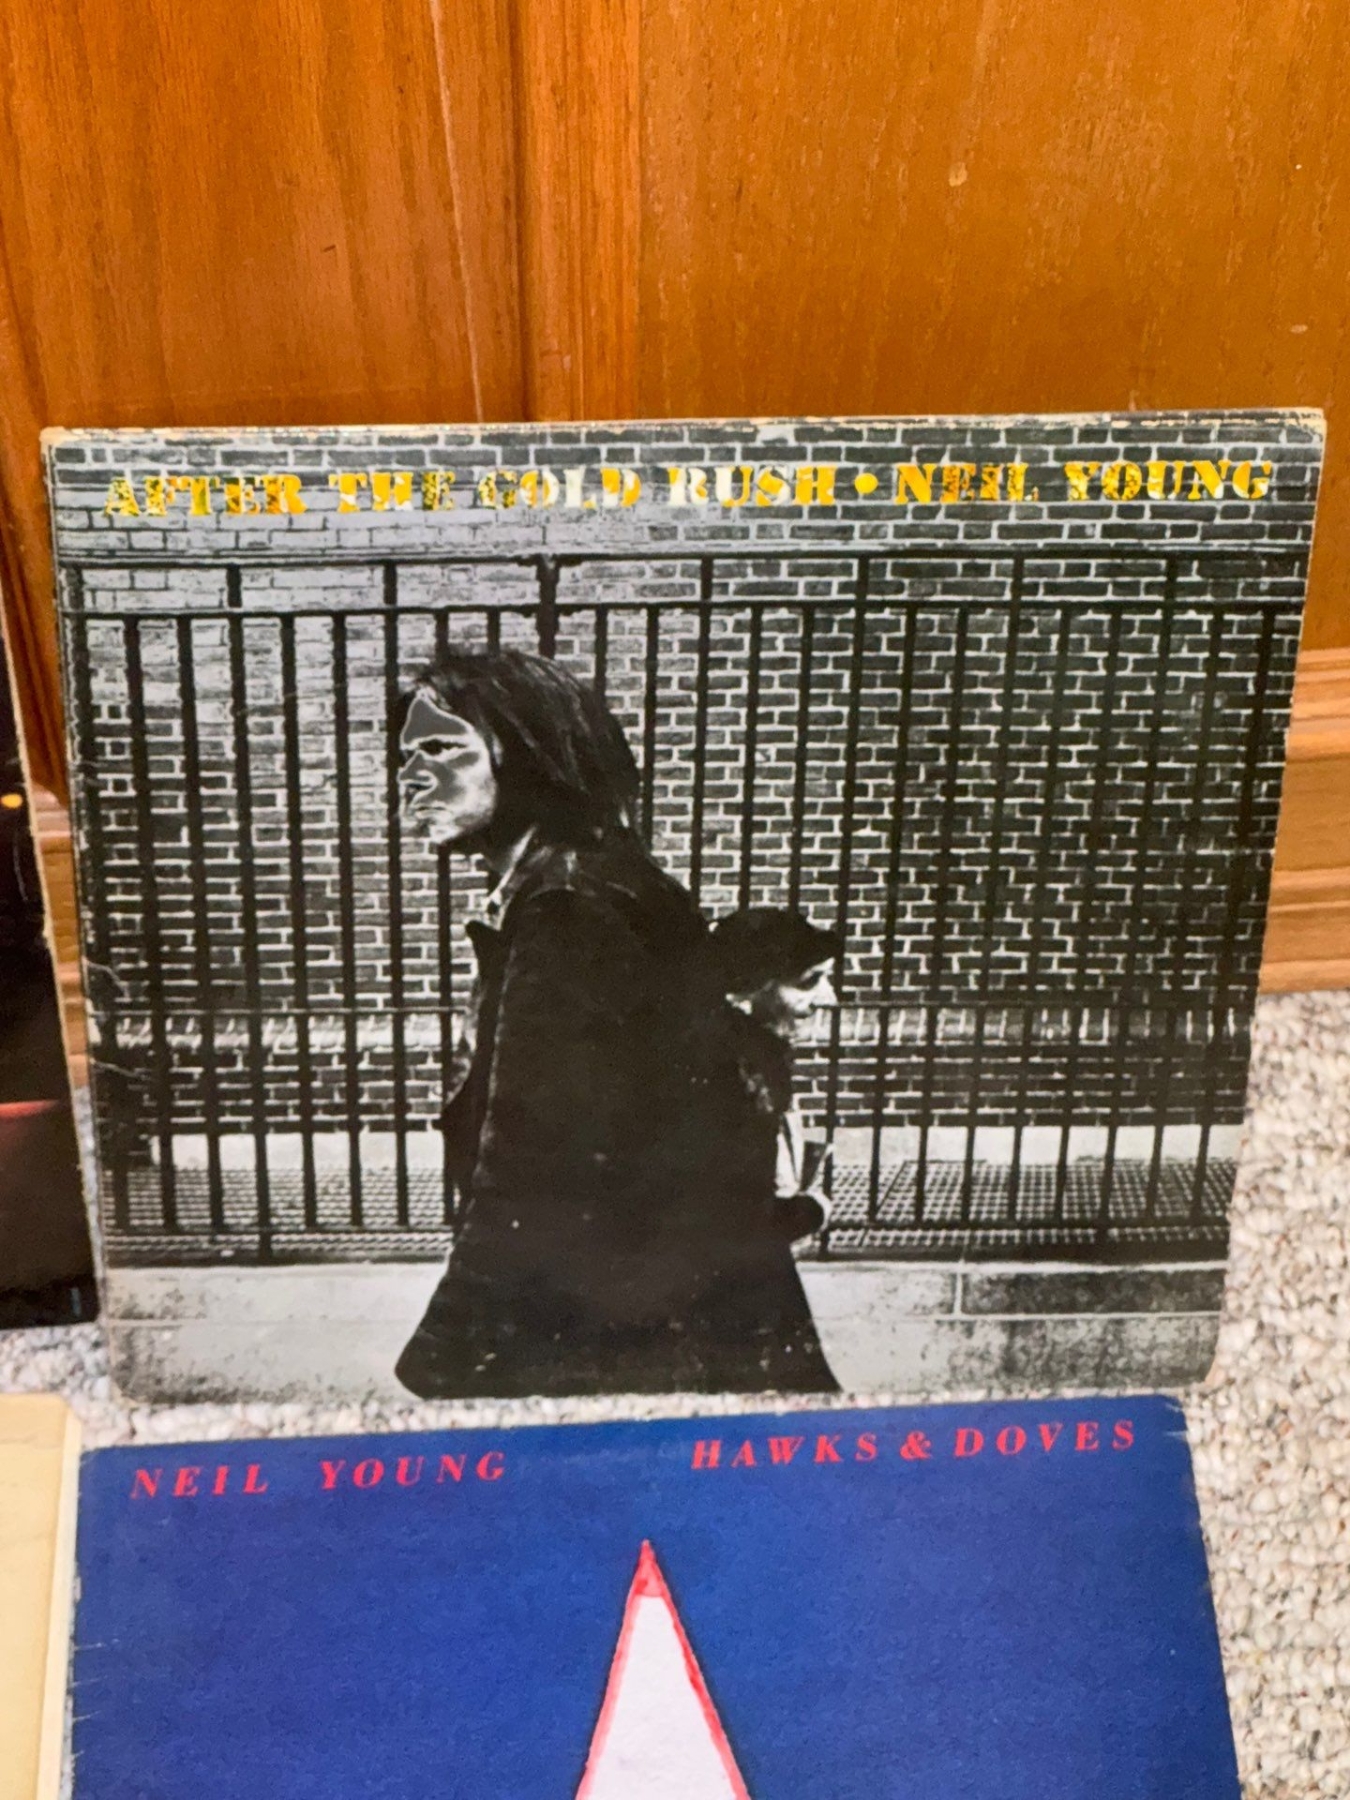 AFTER THE GOLD RUSH • NEIL YOUNG
NEIL YOUNG HAWKS & DOVES